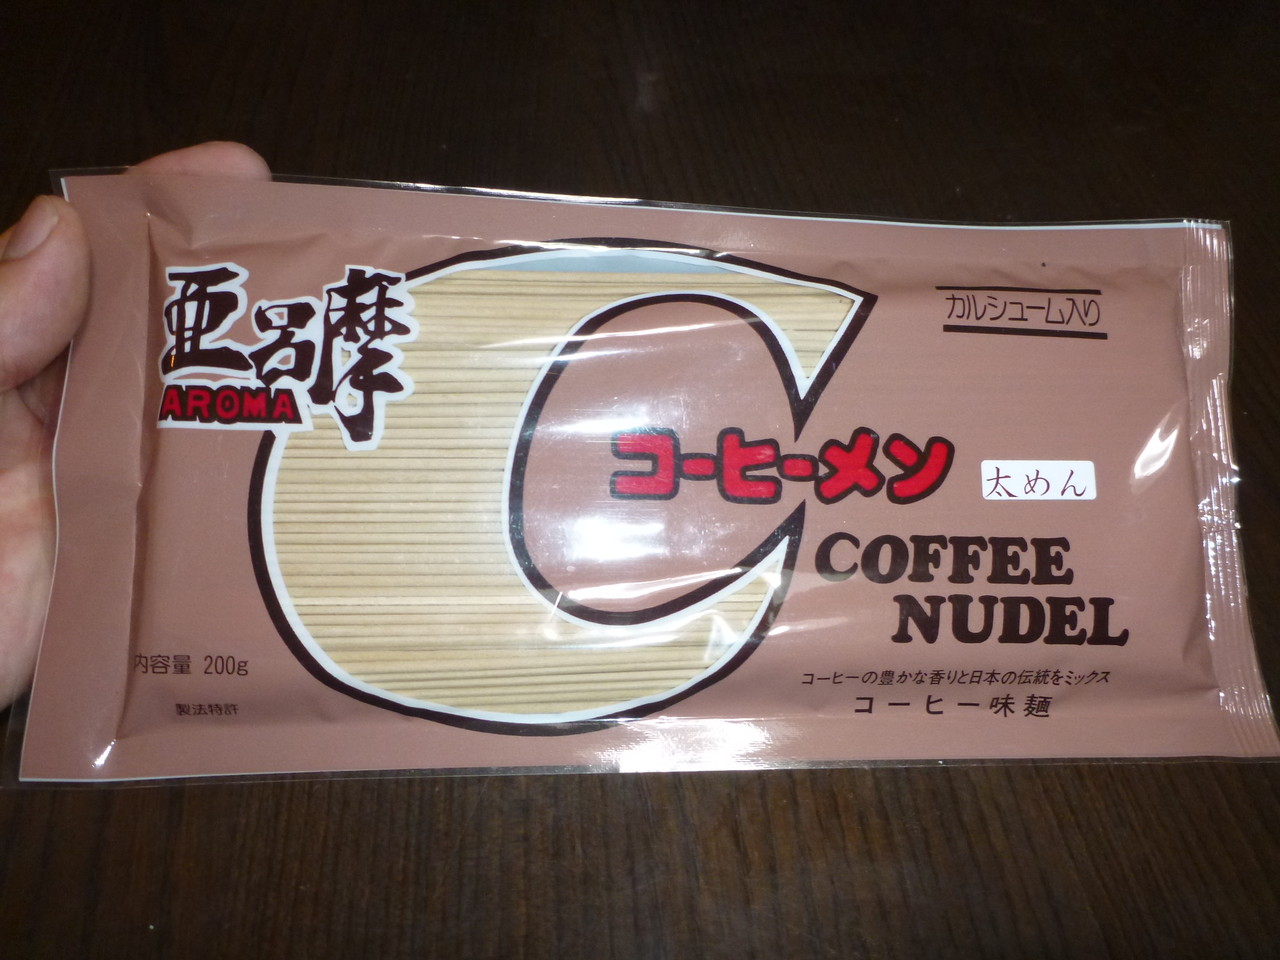 亜呂摩
AROMA
カルシューム入り
コーヒーメン
太めん
COFFEE
NUDEL
コーヒーの豊かな香りと日本の伝統をミックス
コーヒー味麺
内容量 200g
製法特許